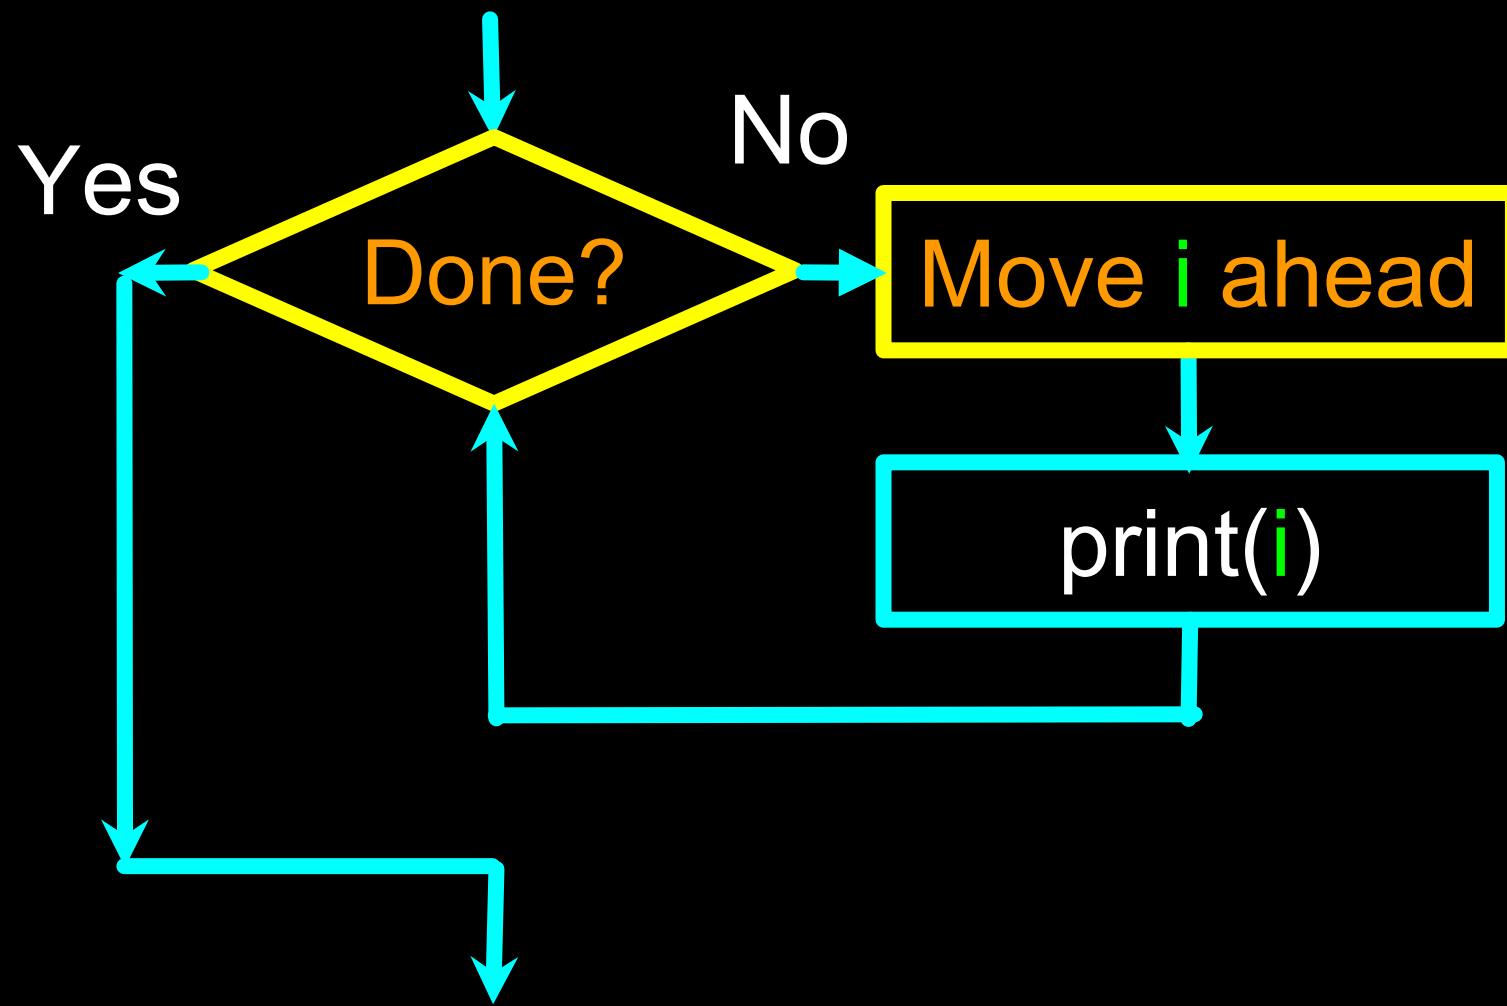 No
Yes
Done?
Move i ahead
print(i)